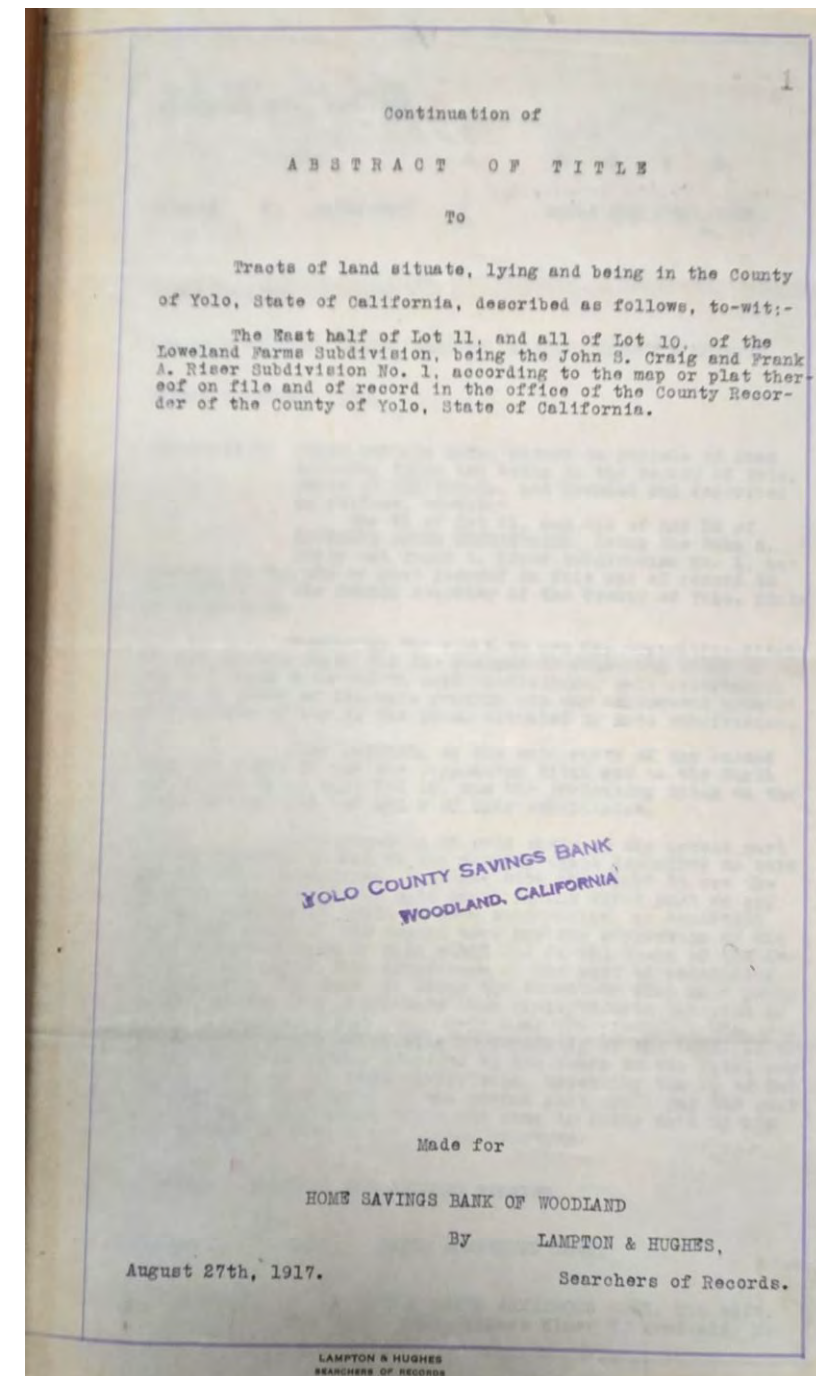 1
Continuation of
ABSTRACT OF TITLE
To
Tracts of land situate, lying and being in the County
of Yolo, State of California, described as follows, to-wit:-
The East half of Lot 11, and all of Lot 10, of the
Loweland Farms Subdivision, being the John S. Craig and Frank
A. Riser Subdivision No. 1, according to the map or plat ther-
eof on file and of record in the office of the County Recor-
der of the County of Yolo, State of California.
YOLO COUNTY SAVINGS BANK
WOODLAND, CALIFORNIA
Made for
HOME SAVINGS BANK OF WOODLAND
By LAMPTON & HUGHES,
August 27th, 1917.
Searchers of Records.
LAMPTON & HUGHES
SEARCHERS OF RECORDS